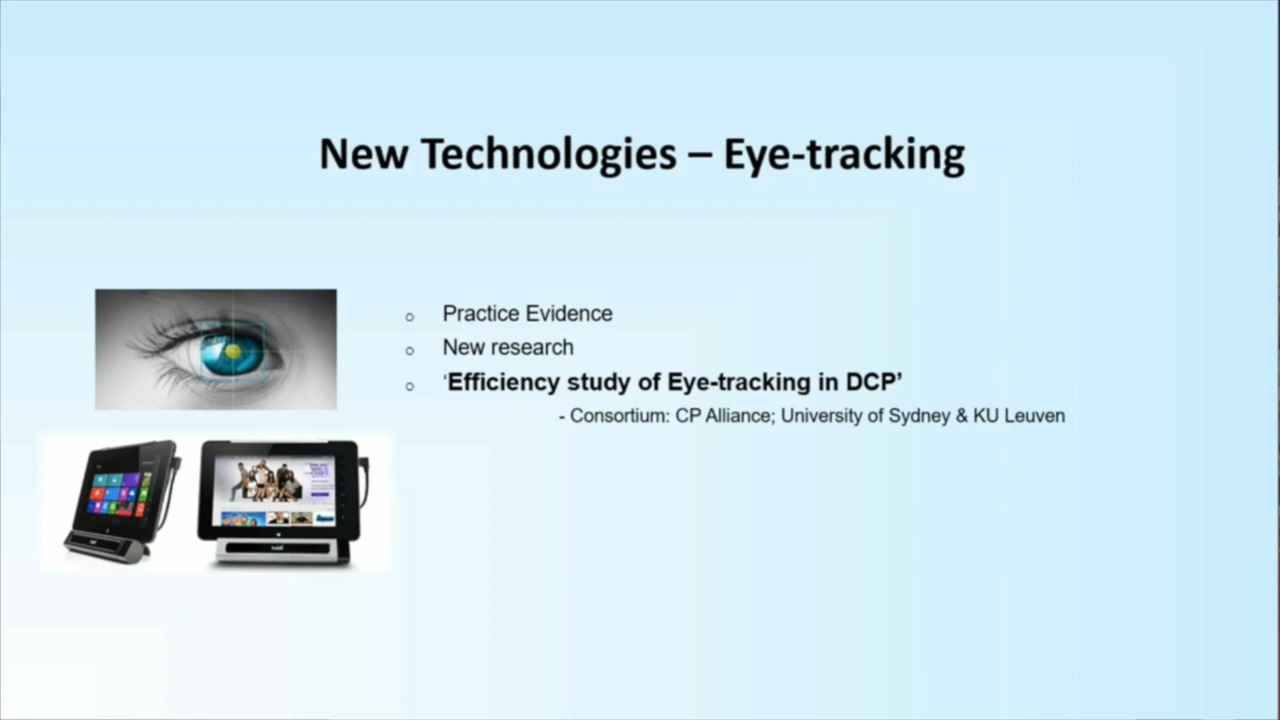 New Technologies – Eye-tracking
o Practice Evidence
o New research
o ‘Efficiency study of Eye-tracking in DCP’
- Consortium: CP Alliance; University of Sydney & KU Leuven